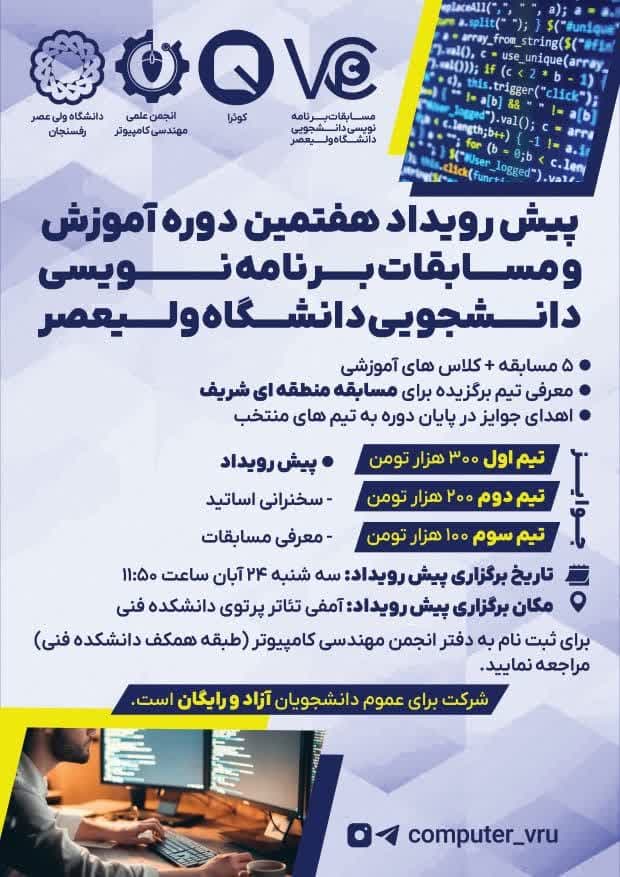 دانشگاه ولی عصر
رفسنجان
انجمن علمی
مهندسی کامپیوتر
کوئرا
مسابقات برنامه
نویسی دانشجویی
دانشگاه ولیعصر
پیش رویداد هفتمین دوره آموزش
و مسابقات برنامه نویسی
دانشجویی دانشگاه ولیعصر
۵ مسابقه + کلاس های آموزشی
معرفی تیم برگزیده برای مسابقه منطقه ای شریف
اهدای جوایز در پایان دوره به تیم های منتخب
جوایز
تیم اول ۳۰۰ هزار تومن
تیم دوم ۲۰۰ هزار تومن
تیم سوم ۱۰۰ هزار تومن
پیش رویداد
- سخنرانی اساتید
- معرفی مسابقات
تاریخ برگزاری پیش رویداد: سه شنبه ۲۴ آبان ساعت ۱۱:۵۰
مکان برگزاری پیش رویداد: آمفی تئاتر پرتوی دانشکده فنی
برای ثبت نام به دفتر انجمن مهندسی کامپیوتر (طبقه همکف دانشکده فنی)
مراجعه نمایید.
شرکت برای عموم دانشجویان آزاد و رایگان است.
computer_vru